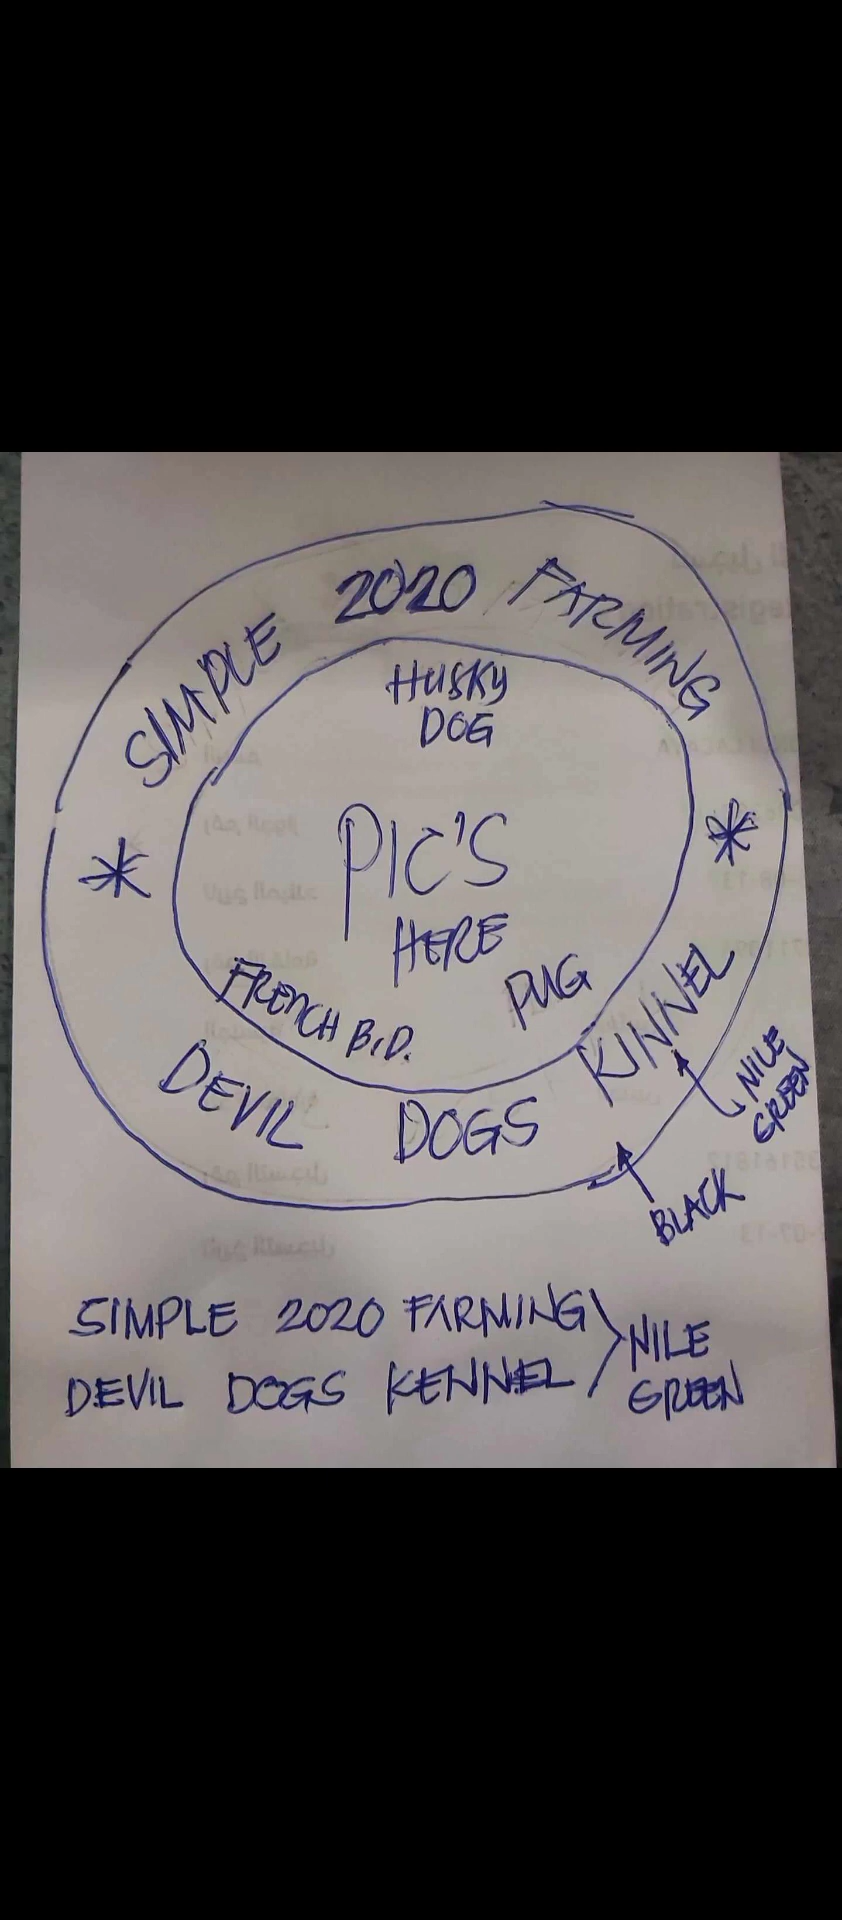 SIMPLE 2020 FARMING
HUSKY
DOG
*
*
PIC'S
HERE
FRENCH B.D.
PUG
DEVIL DOGS KINNEL
NILE
GREEN
BLACK
SIMPLE 2020 FARMING
DEVIL DOGS KENNEL
NILE
GREEN